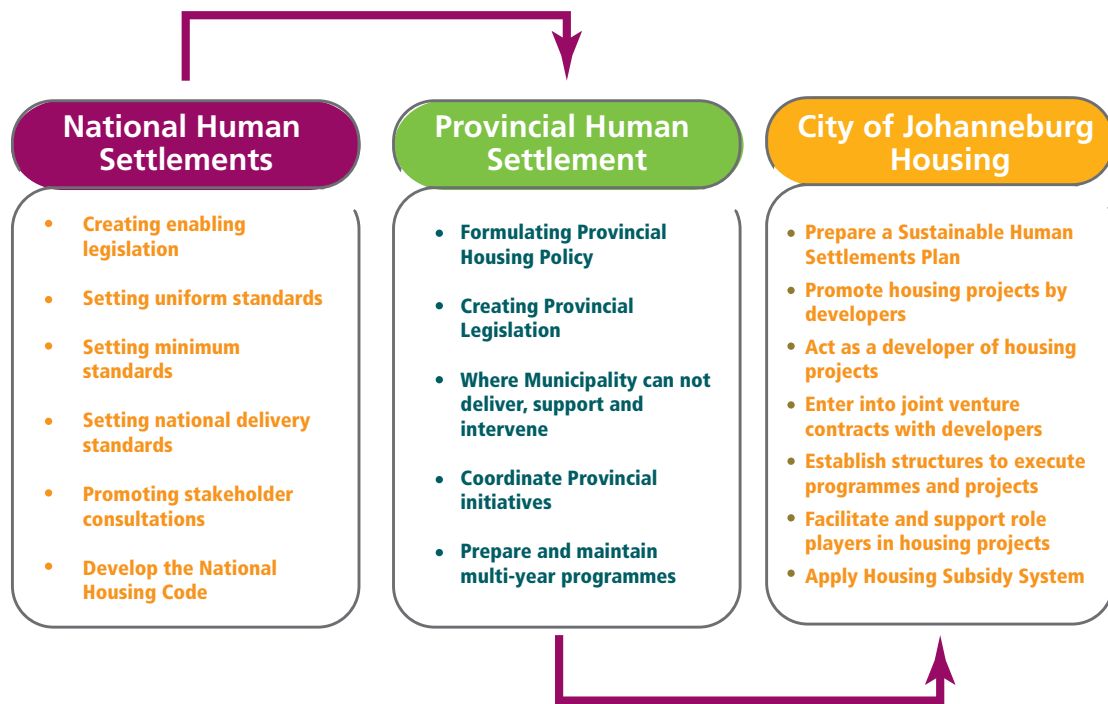 National Human
Settlements
• Creating enabling
legislation
• Setting uniform standards
• Setting minimum
standards
• Setting national delivery
standards
• Promoting stakeholder
consultations
• Develop the National
Housing Code
Provincial Human
Settlement
• Formulating Provincial
Housing Policy
• Creating Provincial
Legislation
• Where Municipality can not
deliver, support and
intervene
• Coordinate Provincial
initiatives
• Prepare and maintain
multi-year programmes
City of Johanneburg
Housing
• Prepare a Sustainable Human
Settlements Plan
• Promote housing projects by
developers
• Act as a developer of housing
projects
• Enter into joint venture
contracts with developers
• Establish structures to execute
programmes and projects
• Facilitate and support role
players in housing projects
• Apply Housing Subsidy System